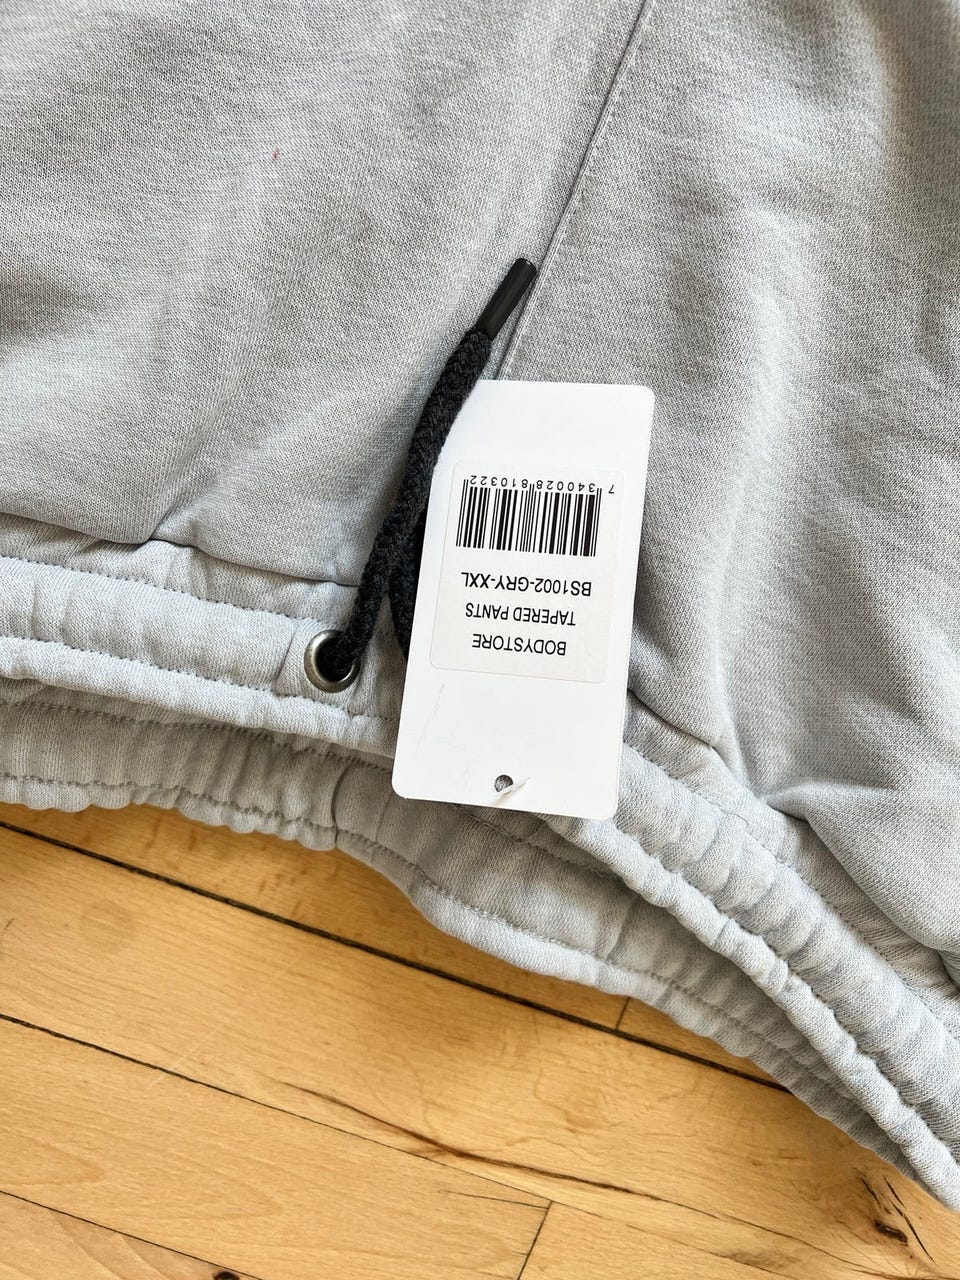 BODYSTORE
TAPERED PANTS
BS1002-GRY-XXL
7 340028 810322